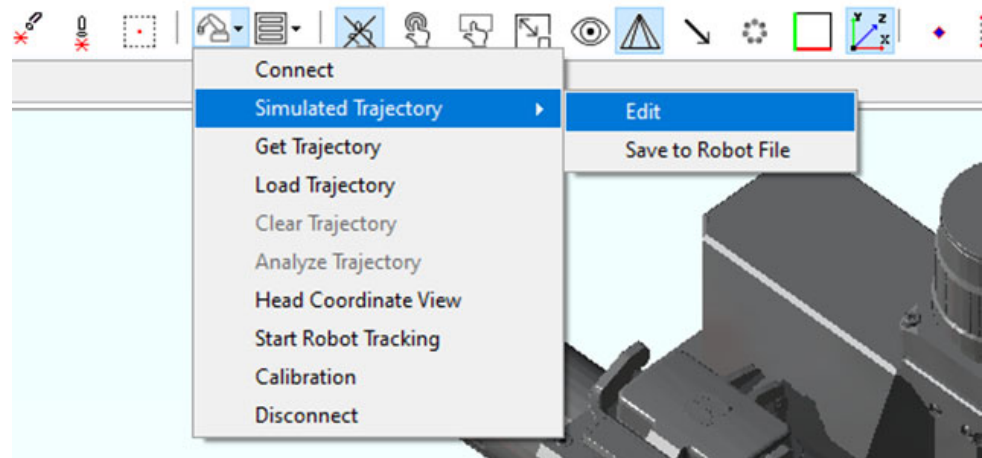 Y Z
X
Connect
Simulated Trajectory
Edit
Get Trajectory
Save to Robot File
Load Trajectory
Clear Trajectory
Analyze Trajectory
Head Coordinate View
Start Robot Tracking
Calibration
Disconnect